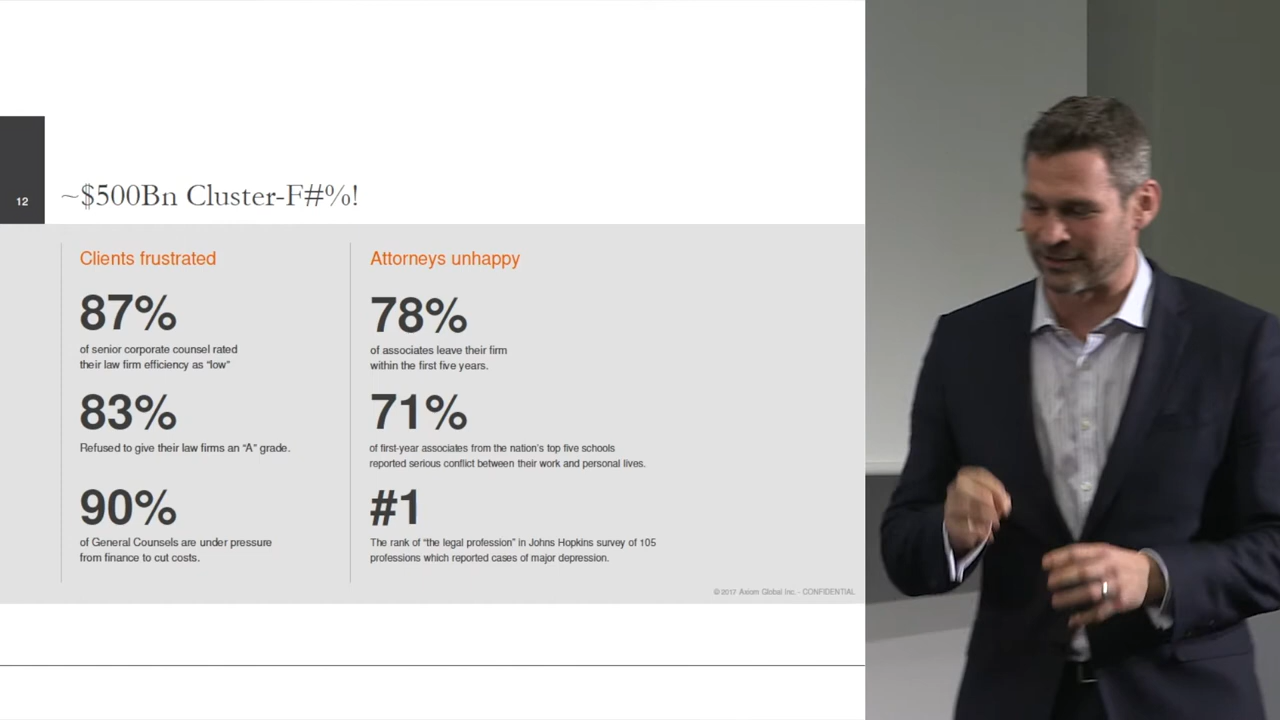 12
~$500Bn Cluster-F#%!
Clients frustrated
87%
of senior corporate counsel rated
their law firm efficiency as “low”
83%
Refused to give their law firms an “A” grade.
90%
of General Counsels are under pressure
from finance to cut costs.
Attorneys unhappy
78%
of associates leave their firm
within the first five years.
71%
of first-year associates from the nation’s top five schools
reported serious conflict between their work and personal lives.
#1
The rank of “the legal profession” in Johns Hopkins survey of 105
professions which reported cases of major depression.
© 2017 Axiom Global Inc. - CONFIDENTIAL